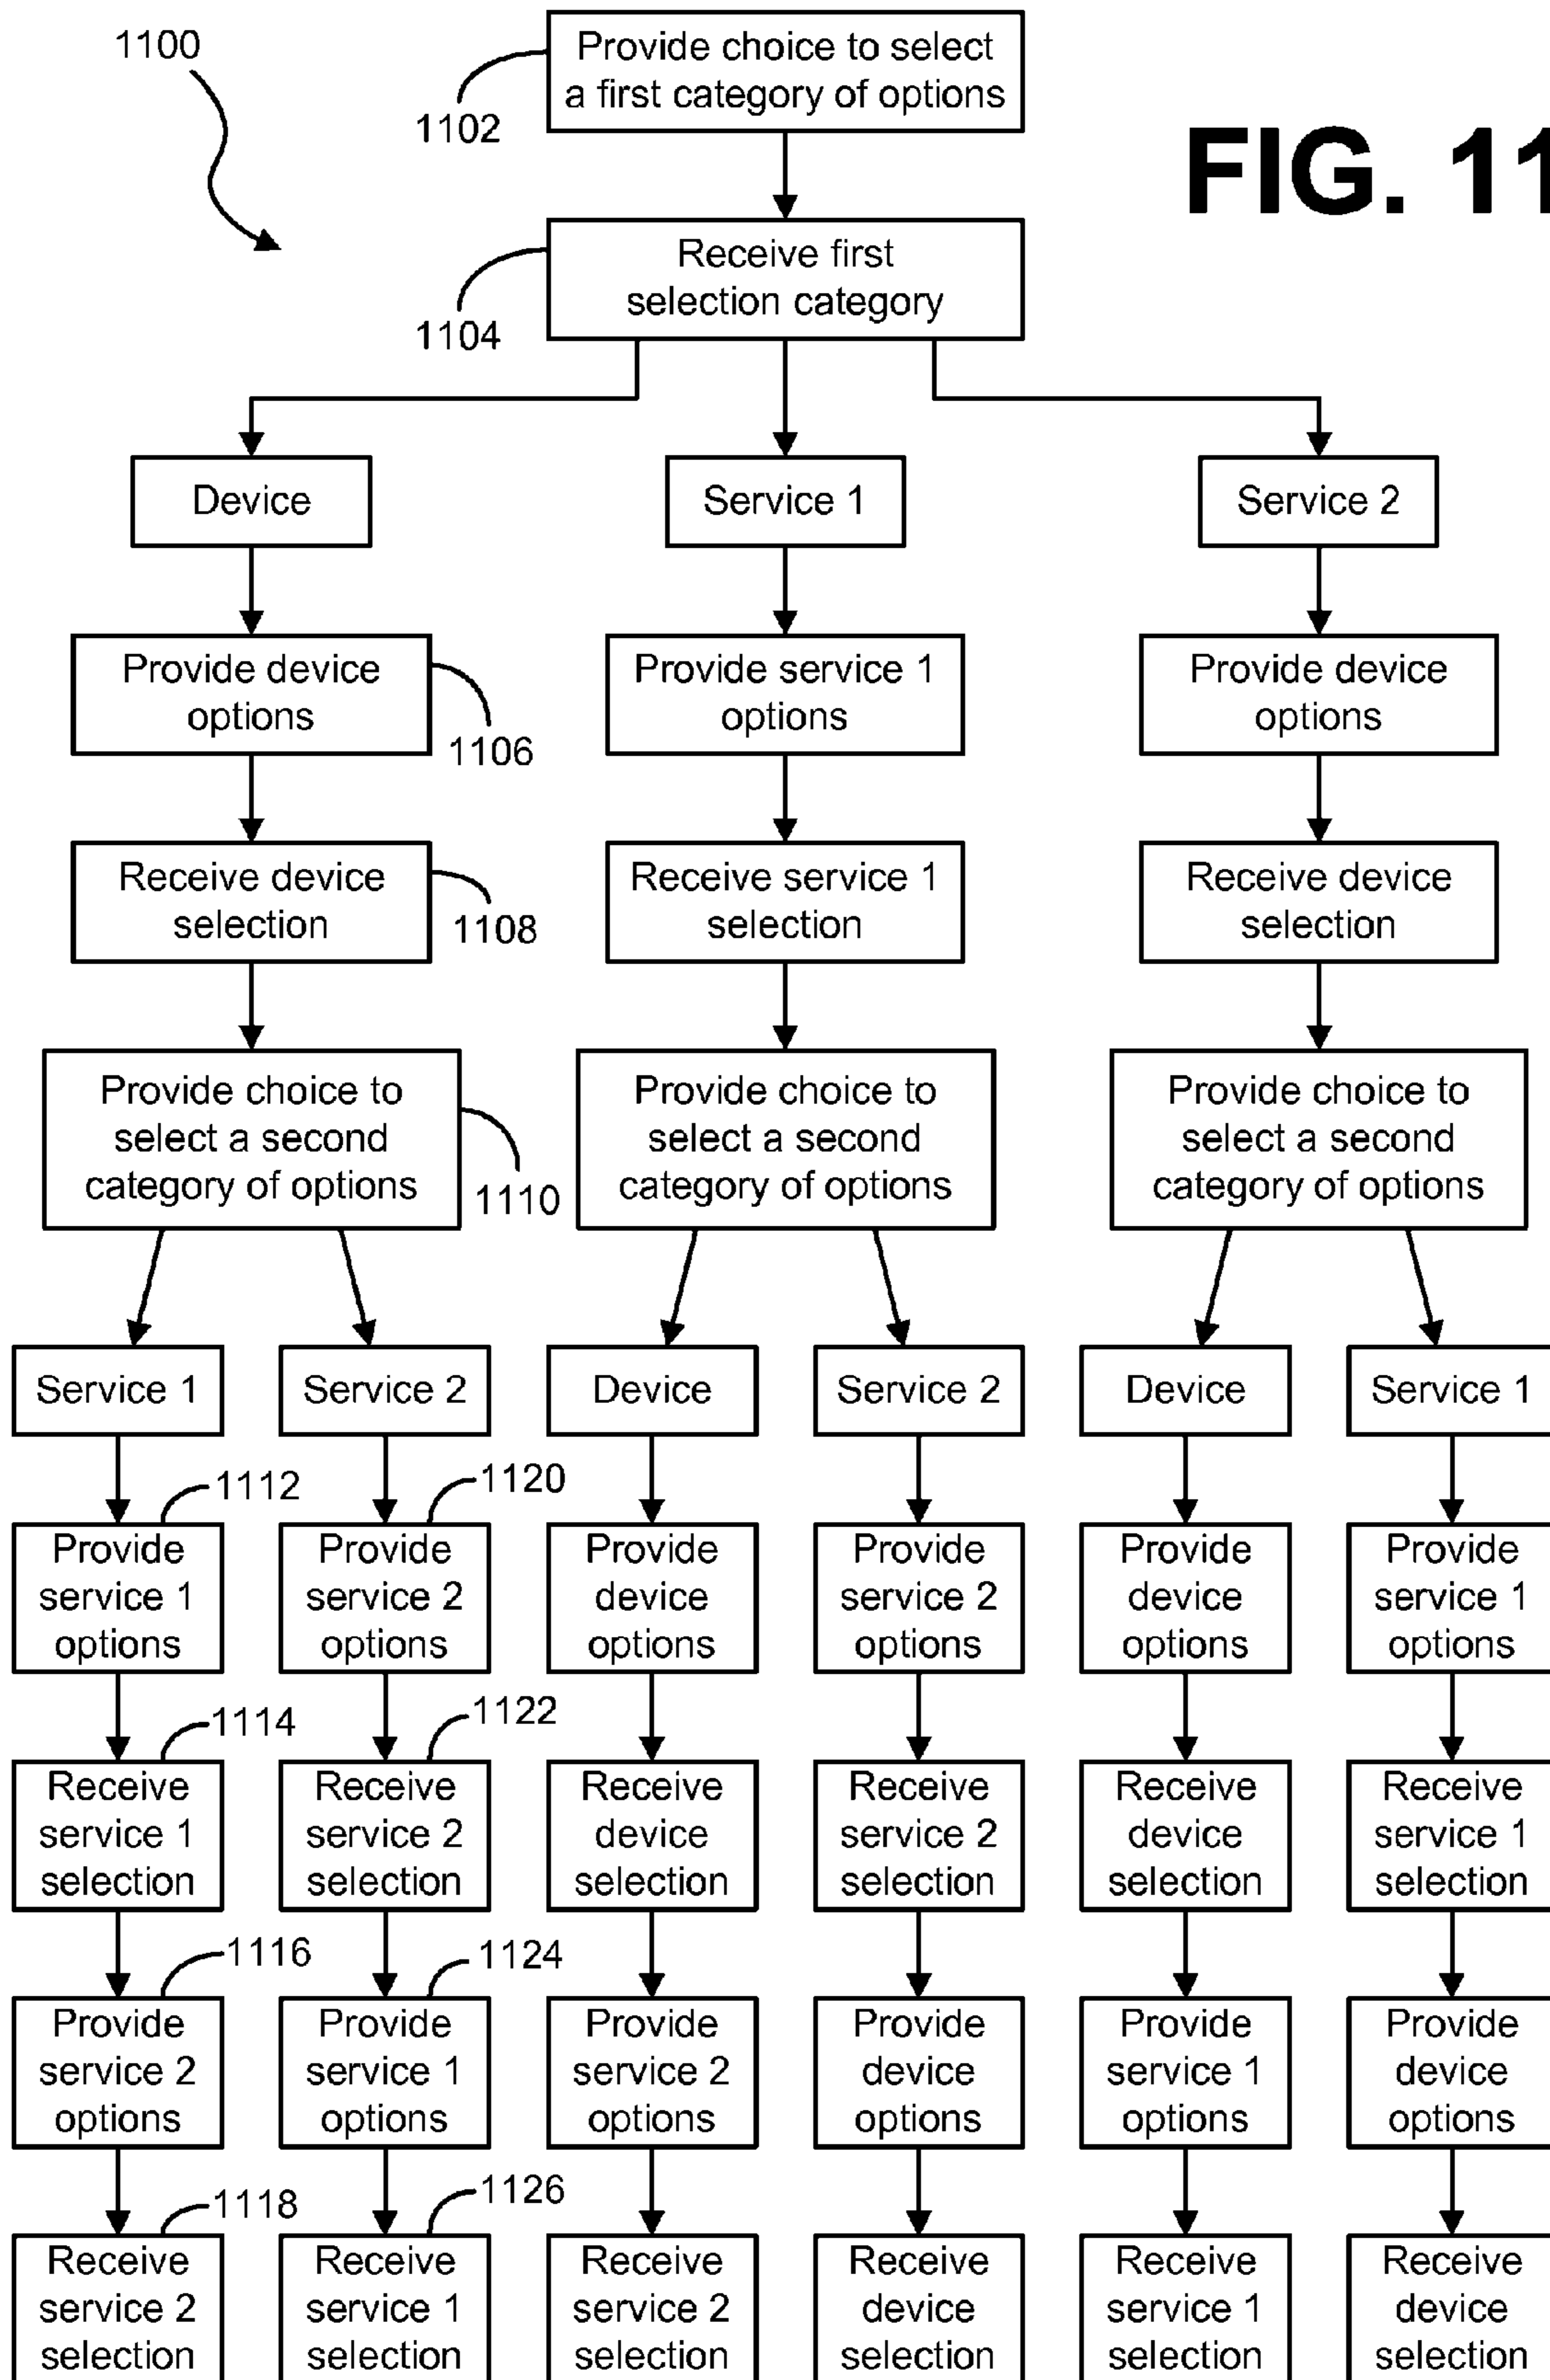 1100
Provide choice to select
a first category of options
1102
FIG. 11
Receive first
selection category
1104
Device
Service 1
Service 2
Provide device
options
1106
Provide service 1
options
Provide device
options
Receive device
selection
1108
Receive service 1
selection
Receive device
selection
Provide choice to
select a second
category of options
1110
Provide choice to
select a second
category of options
Provide choice to
select a second
category of options
Service 1
Service 2
Device
Service 2
Device
Service 1
1112
Provide
service 1
options
1120
Provide
service 2
options
Provide
device
options
Provide
service 2
options
Provide
device
options
Provide
service 1
options
1114
Receive
service 1
selection
1122
Receive
service 2
selection
Receive
device
selection
Receive
service 2
selection
Receive
device
selection
Receive
service 1
selection
1116
Provide
service 2
options
1124
Provide
service 1
options
Provide
service 2
options
Provide
device
options
Provide
service 1
options
Provide
device
options
1118
Receive
service 2
selection
1126
Receive
service 1
selection
Receive
service 2
selection
Receive
device
selection
Receive
service 1
selection
Receive
device
selection